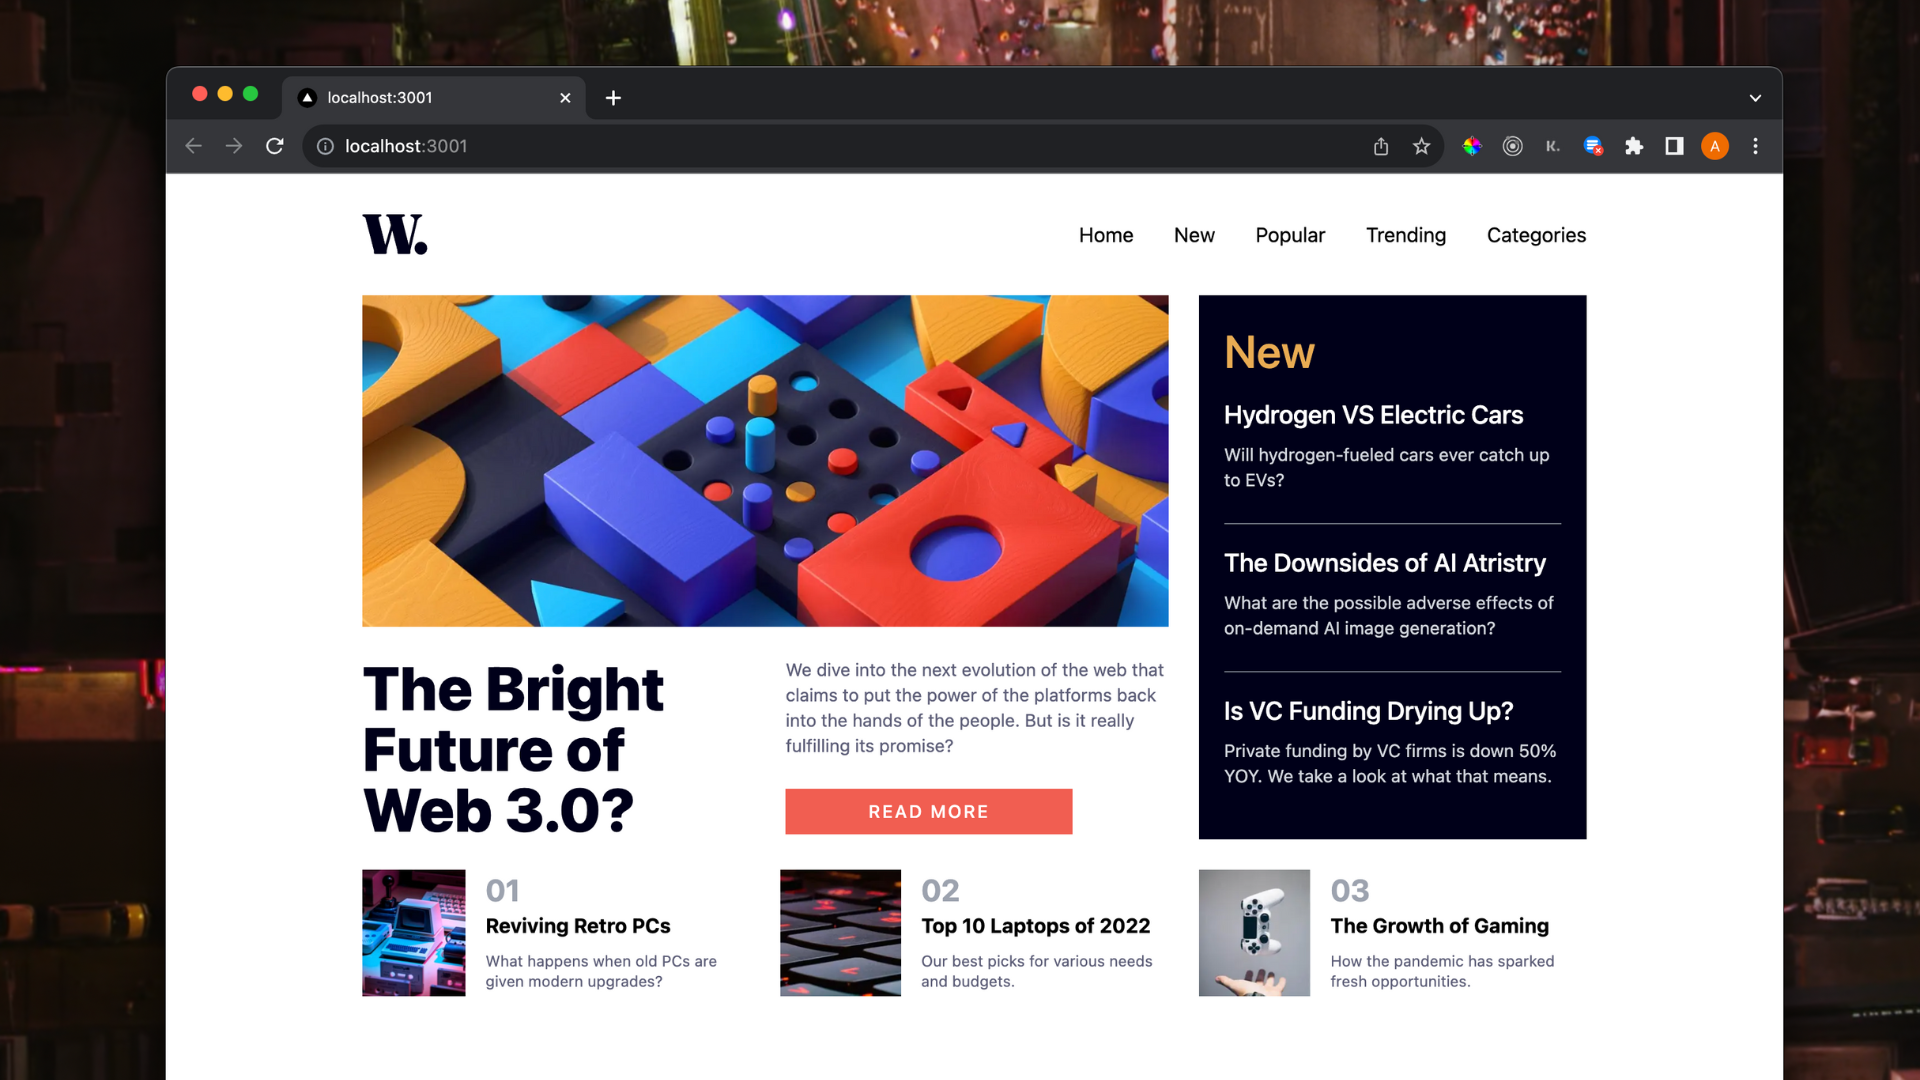 localhost:3001
localhost:3001
K.
A
W.
Home New Popular Trending Categories
The Bright
Future of
Web 3.0?
We dive into the next evolution of the web that
claims to put the power of the platforms back
into the hands of the people. But is it really
fulfilling its promise?
READ MORE
New
Hydrogen VS Electric Cars
Will hydrogen-fueled cars ever catch up
to EVs?
The Downsides of AI Atristry
What are the possible adverse effects of
on-demand AI image generation?
Is VC Funding Drying Up?
Private funding by VC firms is down 50%
YOY. We take a look at what that means.
01
Reviving Retro PCs
What happens when old PCs are
given modern upgrades?
02
Top 10 Laptops of 2022
Our best picks for various needs
and budgets.
03
The Growth of Gaming
How the pandemic has sparked
fresh opportunities.